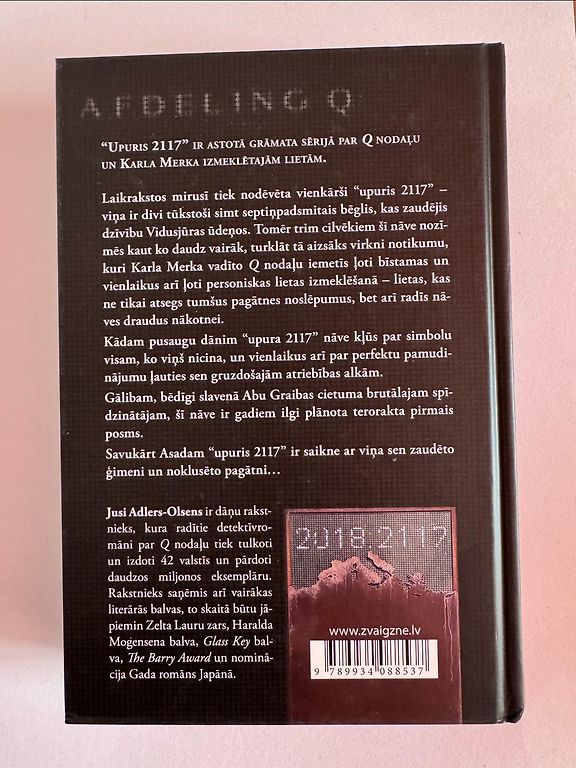 AFDELING Q
“Upuris 2117” ir astotā grāmata sērijā par Q nodaļu
un Karla Merka izmeklētajām lietām.
Laikrakstos mirusī tiek nodēvēta vienkārši “upuris 2117” –
viņa ir divi tūkstoši simt septiņpadsmitais bēglis, kas zaudējis
dzīvību Vidusjūras ūdeņos. Tomēr trim cilvēkiem šī nāve nozī-
mēs kaut ko daudz vairāk, turklāt tā aizsāks virkni notikumu,
kuri Karla Merka vadīto Q nodaļu iemetīs ļoti bīstamas un
vienlaikus arī ļoti personiskas lietas izmeklēšanā – lietas, kas
ne tikai atsegs tumšus pagātnes noslēpumus, bet arī radīs nā-
ves draudus nākotnei.
Kādam pusaugu dānim “upura 2117” nāve kļūs par simbolu
visam, ko viņš nicina, un vienlaikus arī par perfektu pamudi-
nājumu ļauties sen gruzdošajām atriebības alkām.
Gālibam, bēdīgi slavenā Abu Graibas cietuma brutālajam spī-
dzinātājam, šī nāve ir gadiem ilgi plānota terorakta pirmais
posms.
Savukārt Asadam “upuris 2117” ir saikne ar viņa sen zaudēto
ģimeni un noklusēto pagātni…
Jusi Adlers-Olsens ir dāņu rakst-
nieks, kura radītie detektīvro-
māni par Q nodaļu tiek tulkoti
un izdoti 42 valstīs un pārdoti
daudzos miljonos eksemplāru.
Rakstnieks saņēmis arī vairākas
literārās balvas, to skaitā būtu jā-
piemin Zelta Lauru zars, Haralda
Mogensena balva, Glass Key bal-
va, The Barry Award un nominā-
cija Gada romāns Japānā.
2018:2117
www.zvaigzne.lv
9 789934 088537